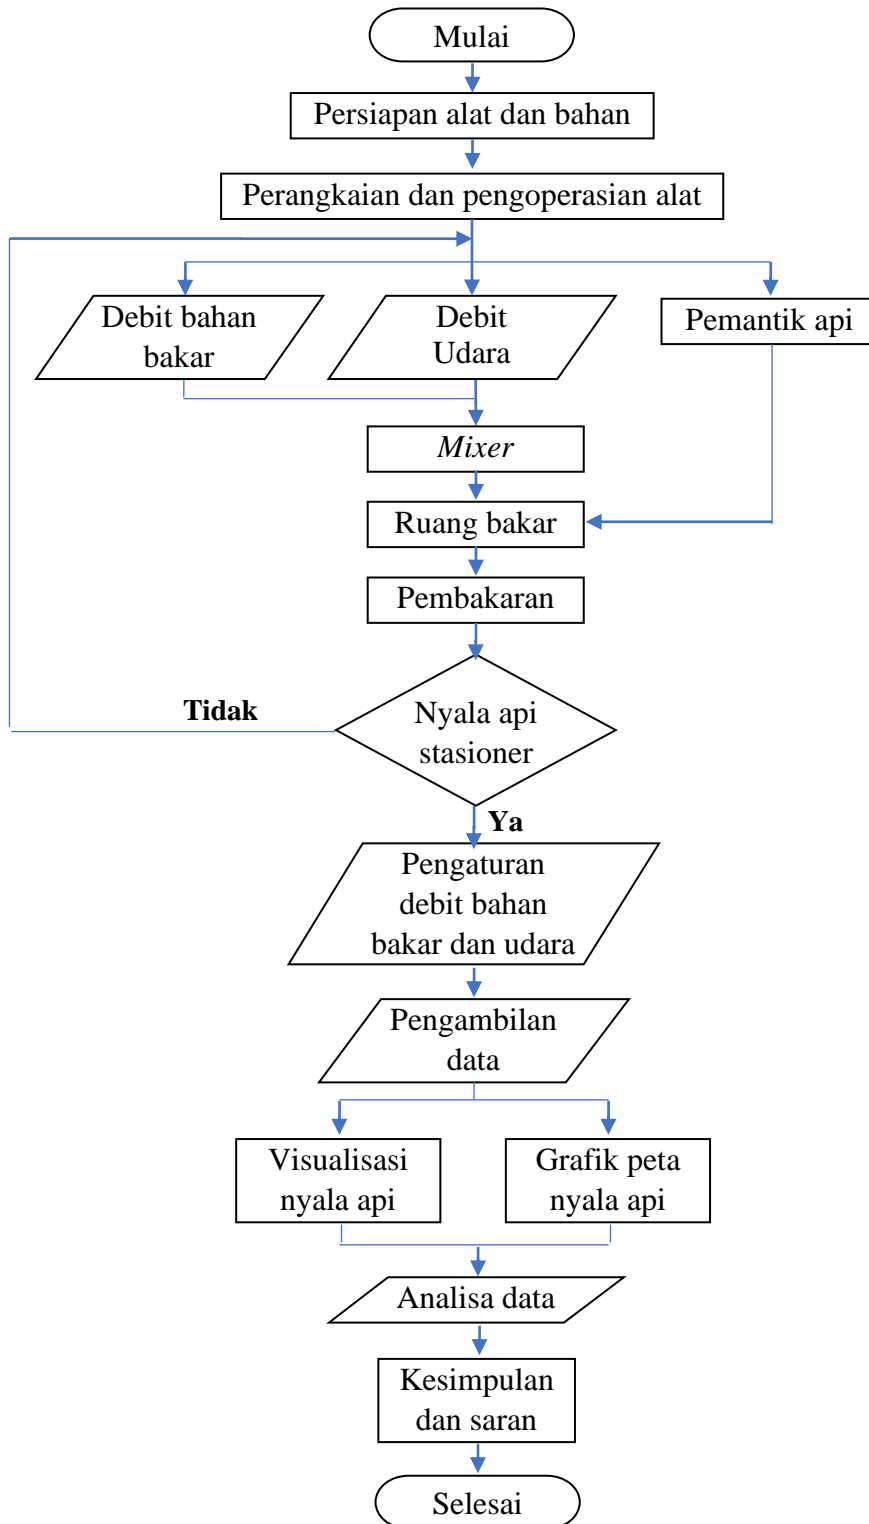 Mulai
Persiapan alat dan bahan
Perangkaian dan pengoperasian alat
Debit bahan
bakar
Debit
Udara
Pemantik api
Mixer
Ruang bakar
Pembakaran
Tidak
Nyala api
stasioner
Ya
Pengaturan
debit bahan
bakar dan udara
Pengambilan
data
Visualisasi
nyala api
Grafik peta
nyala api
Analisa data
Kesimpulan
dan saran
Selesai